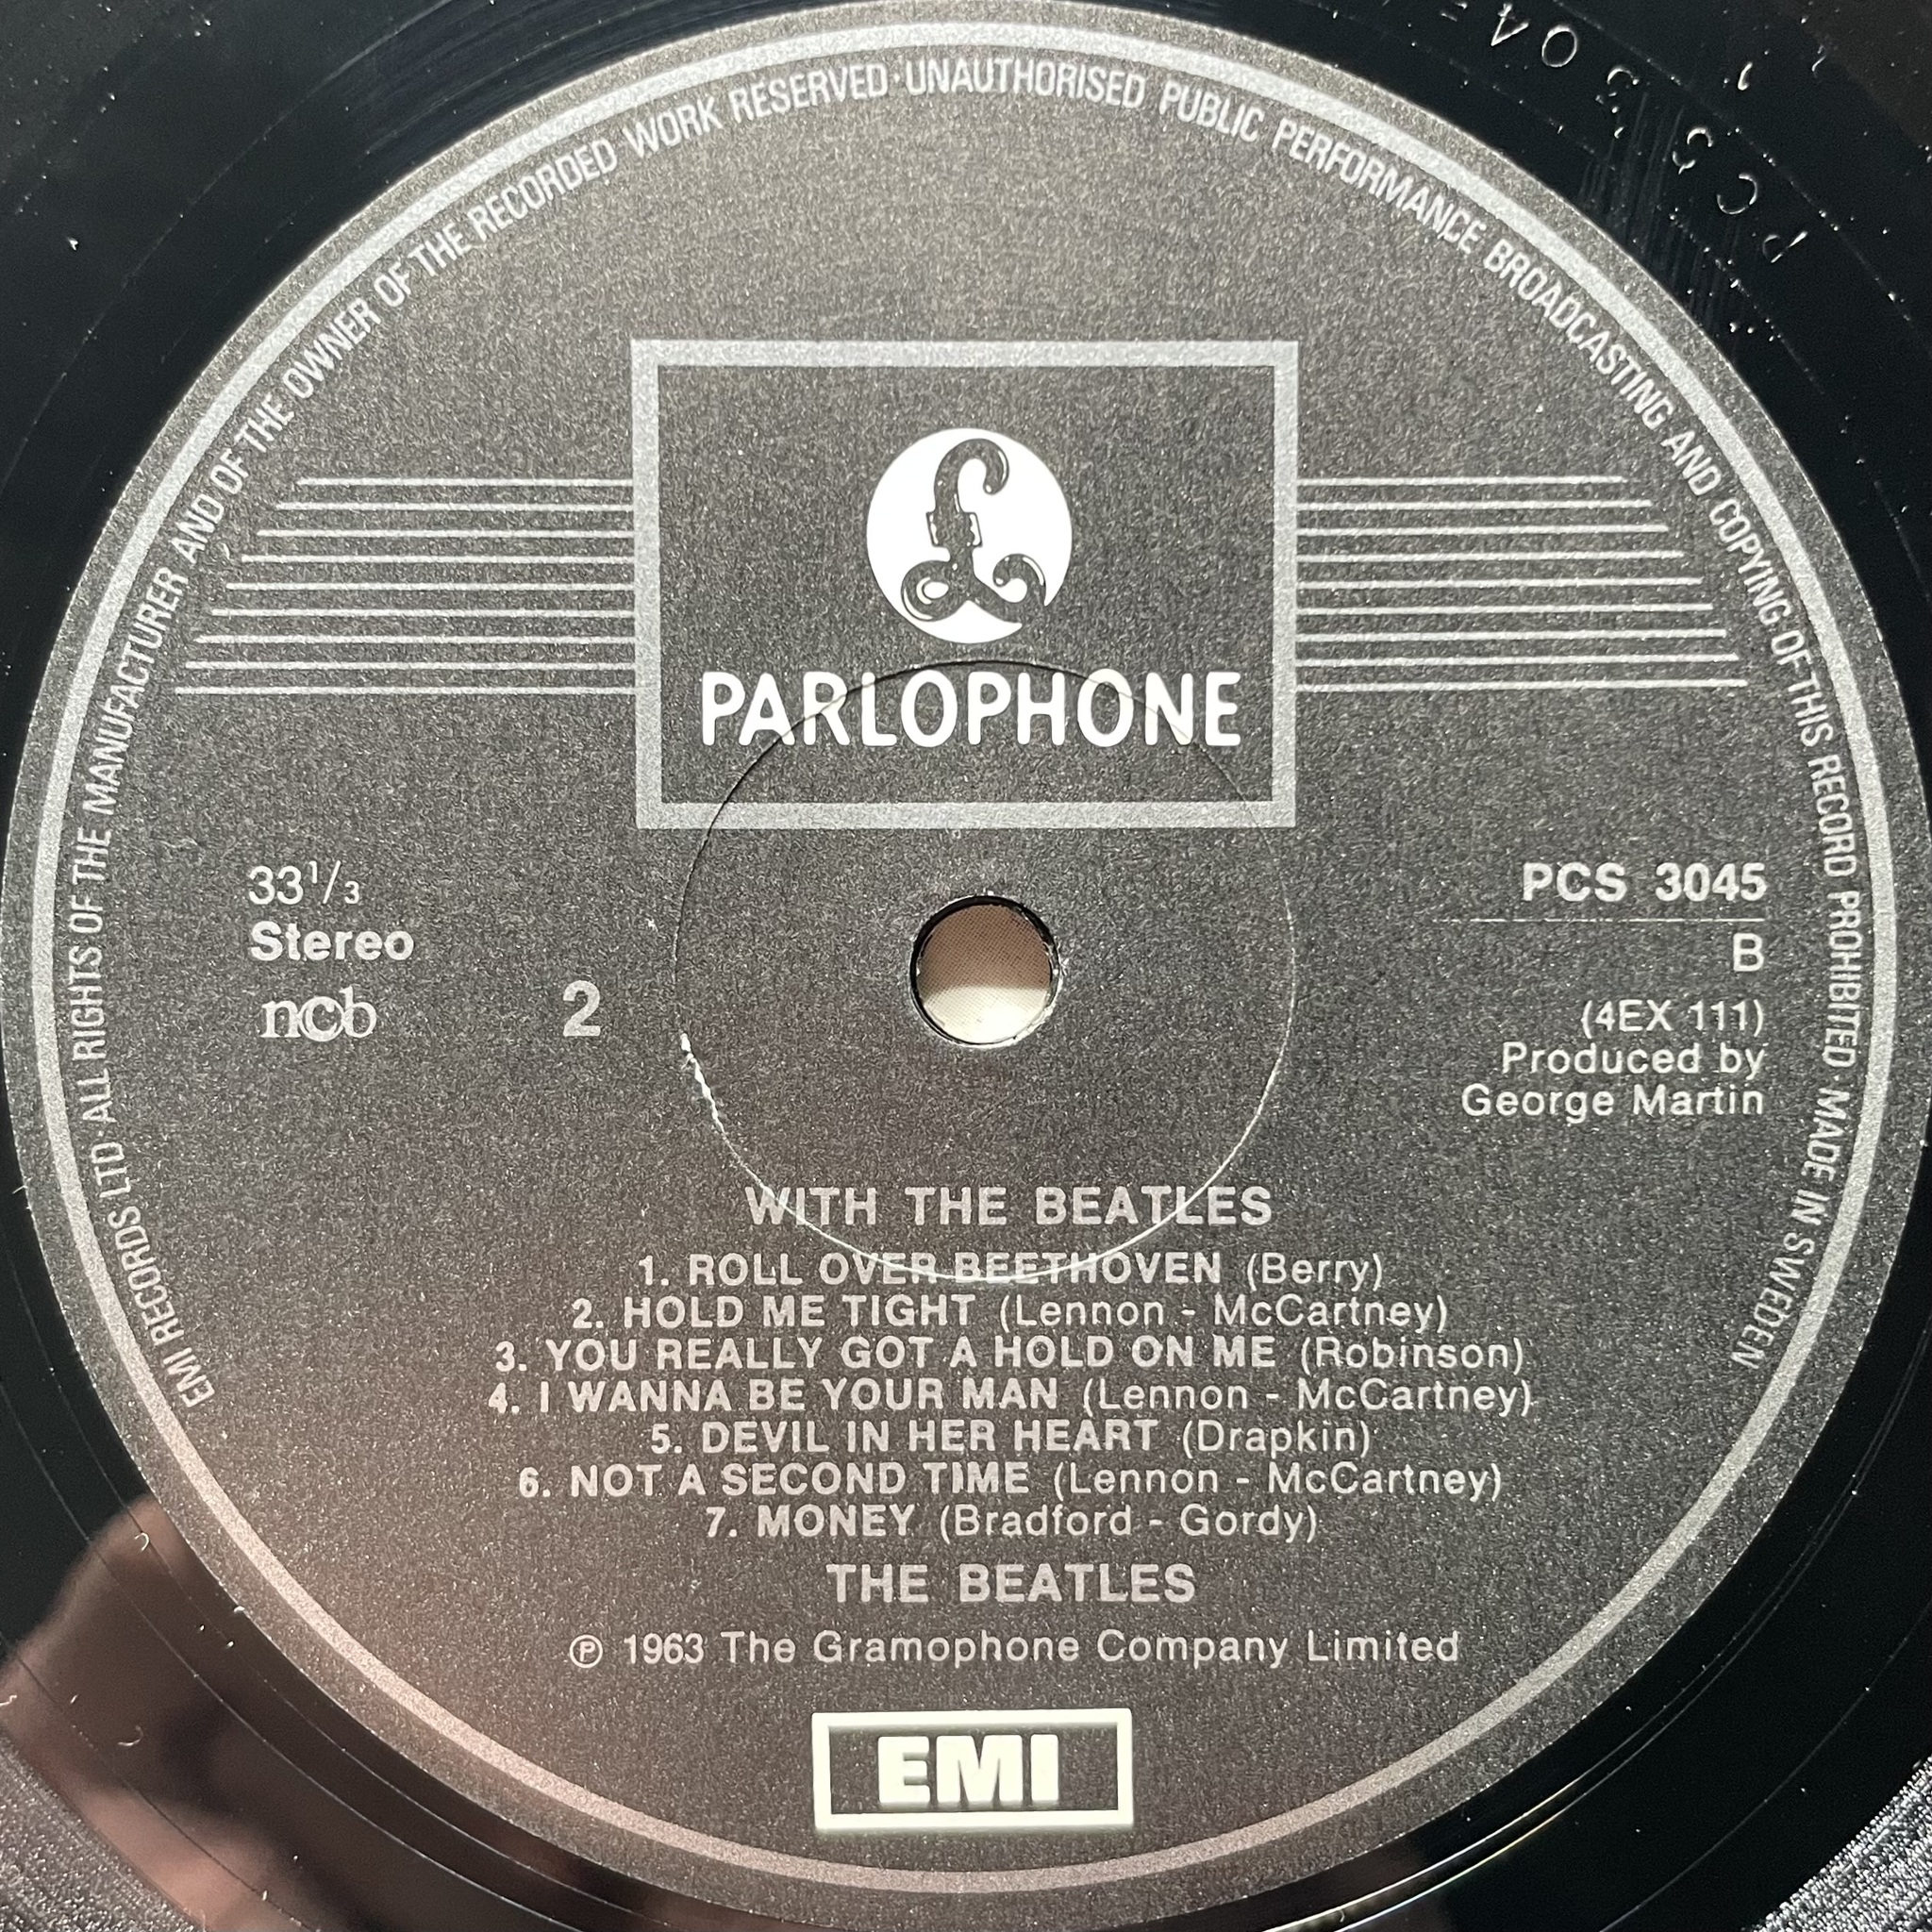 EMI RECORDS LTD ALL RIGHTS OF THE MANUFACTURER AND OF THE OWNER OF THE RECORDED WORK RESERVED · UNAUTHORISED PUBLIC PERFORMANCE BROADCASTING AND COPYING OF THIS RECORD PROHIBITED · MADE IN SWEDEN
PARLOPHONE
33 1/3
Stereo
ncb
2
PCS 3045
B
(4EX 111)
Produced by
George Martin
WITH THE BEATLES
1. ROLL OVER BEETHOVEN (Berry)
2. HOLD ME TIGHT (Lennon - McCartney)
3. YOU REALLY GOT A HOLD ON ME (Robinson)
4. I WANNA BE YOUR MAN (Lennon - McCartney)
5. DEVIL IN HER HEART (Drapkin)
6. NOT A SECOND TIME (Lennon - McCartney)
7. MONEY (Bradford - Gordy)
THE BEATLES
℗ 1963 The Gramophone Company Limited
EMI